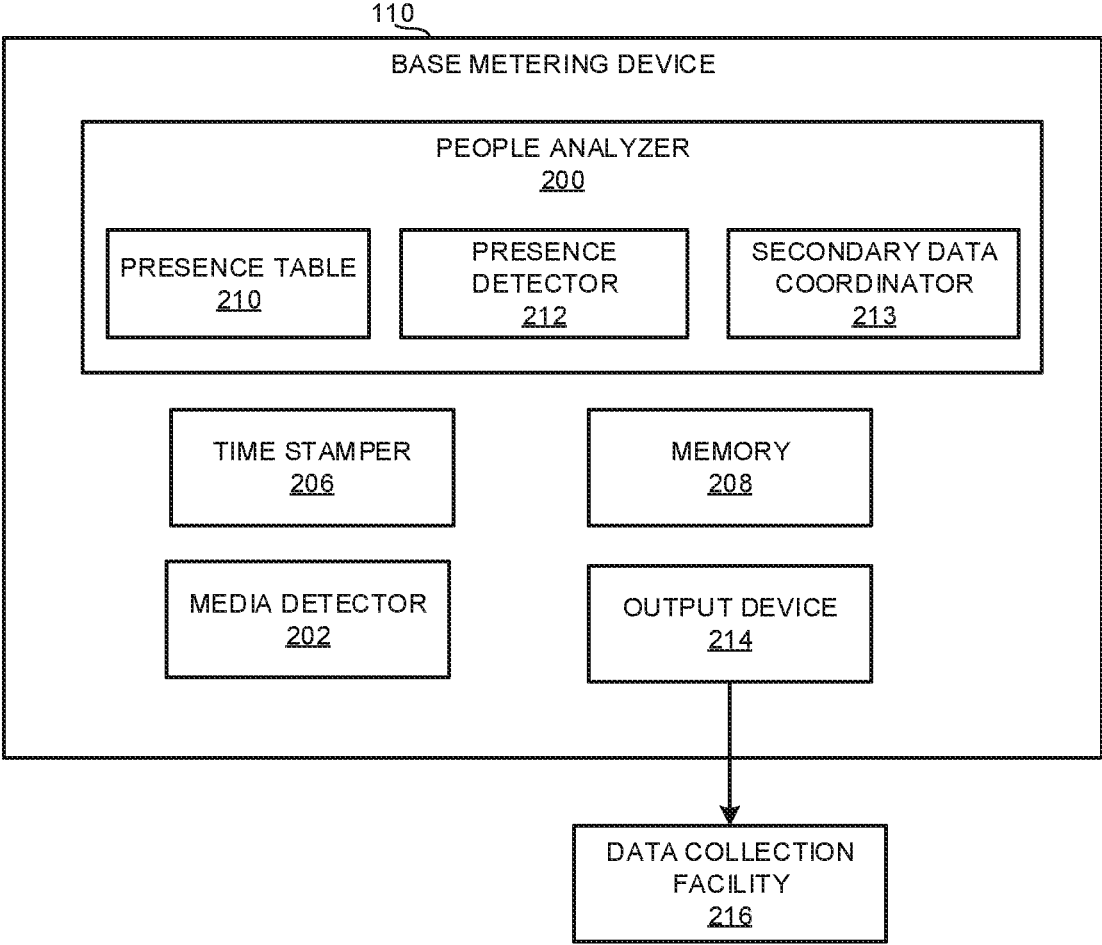 110
BASE METERING DEVICE
PEOPLE ANALYZER
200
PRESENCE TABLE
210
PRESENCE
DETECTOR
212
SECONDARY DATA
COORDINATOR
213
TIME STAMPER
206
MEMORY
208
MEDIA DETECTOR
202
OUTPUT DEVICE
214
DATA COLLECTION
FACILITY
216